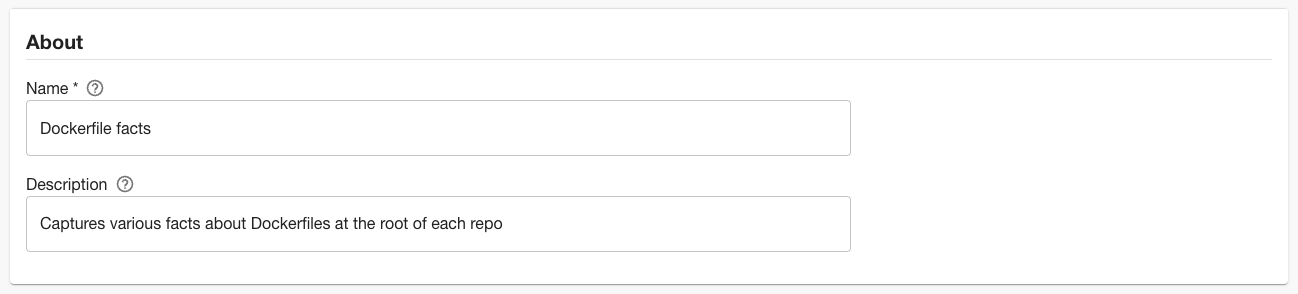 About
Name *
Dockerfile facts
Description
Captures various facts about Dockerfiles at the root of each repo